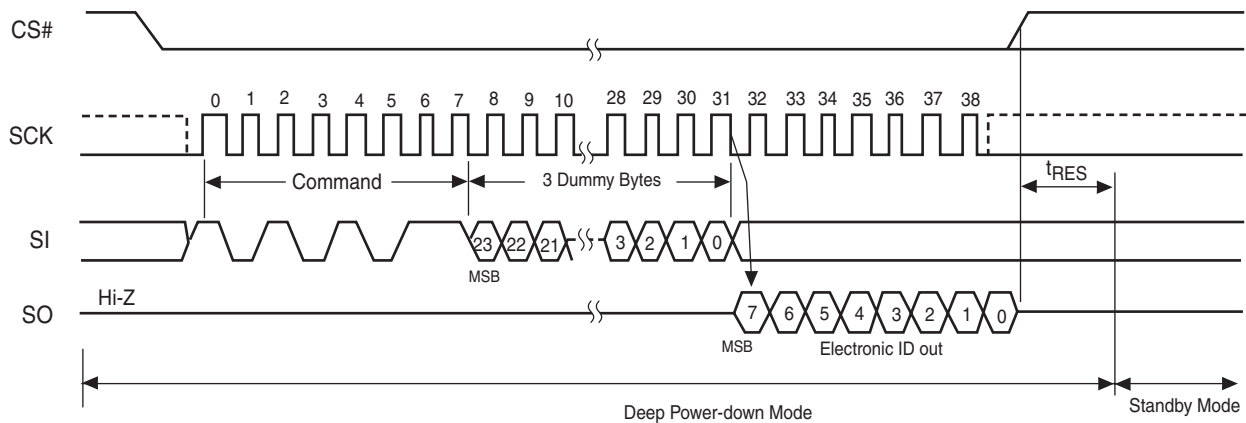 CS#
0 1 2 3 4 5 6 7 8 9 10 28 29 30 31 32 33 34 35 36 37 38
SCK
Command 3 Dummy Bytes tRES
SI 23 22 21 3 2 1 0
MSB
Hi-Z
SO 7 6 5 4 3 2 1 0
MSB Electronic ID out
Deep Power-down Mode Standby Mode